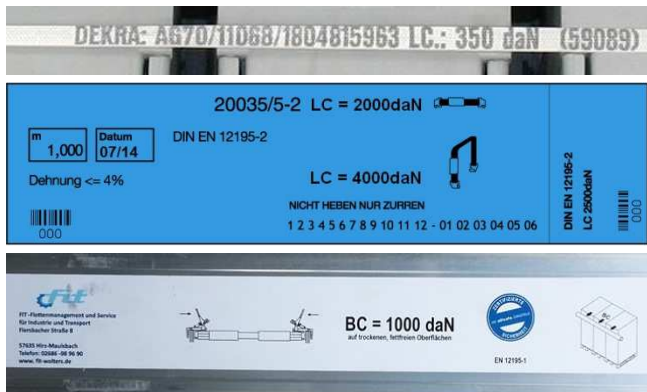 DEKRA: AG70/11068/1804815963 LC.: 350 daN (59089)
20035/5-2 LC = 2000daN
m
1,000
Datum
07/14
DIN EN 12195-2
Dehnung <= 4%
LC = 4000daN
NICHT HEBEN NUR ZURREN
1 2 3 4 5 6 7 8 9 10 11 12 - 01 02 03 04 05 06
000
DIN EN 12195-2
LC 2500daN
000
Fit
FIT -Flottenmanagement und Service
für Industrie und Transport
Flensbacher Straße 8
57635 Hirz-Maulsbach
Telefon: 02686 -98 96 90
www. fit-wolters.de
BC = 1000 daN
auf trockenen, fettfreien Oberflächen
ZERTIFIZIERTE
SICHERHEIT
EN 12195-1